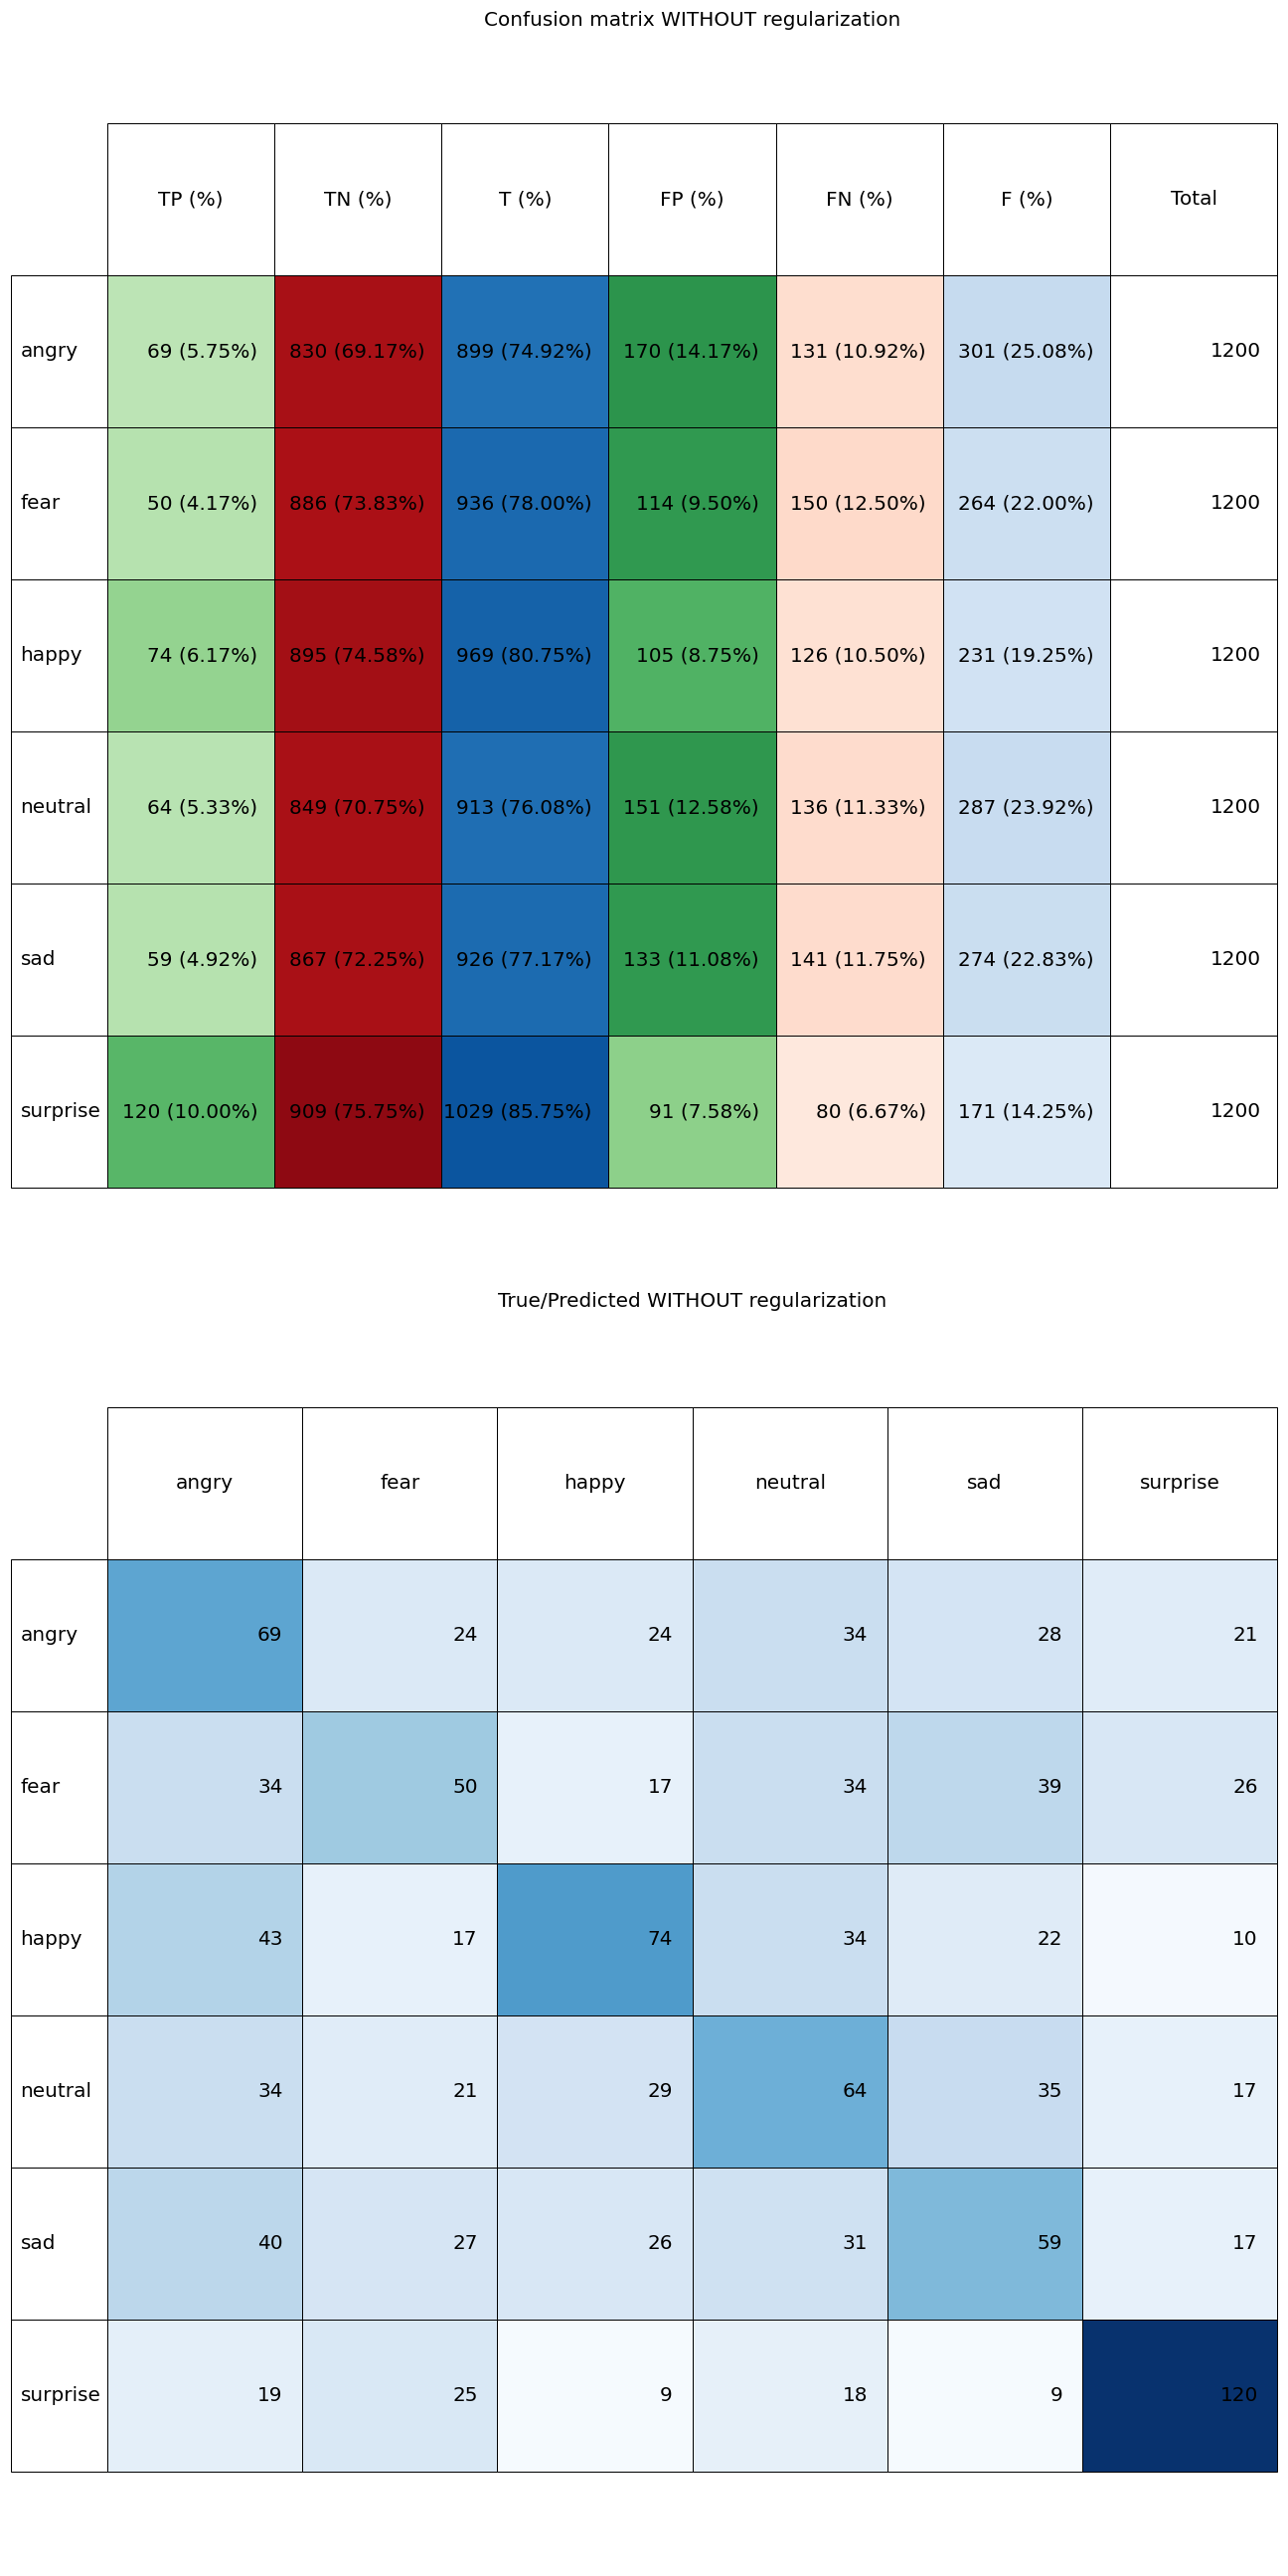 Confusion matrix WITHOUT regularization
TP (%) TN (%) T (%) FP (%) FN (%) F (%) Total
angry 69 (5.75%) 830 (69.17%) 899 (74.92%) 170 (14.17%) 131 (10.92%) 301 (25.08%) 1200
fear 50 (4.17%) 886 (73.83%) 936 (78.00%) 114 (9.50%) 150 (12.50%) 264 (22.00%) 1200
happy 74 (6.17%) 895 (74.58%) 969 (80.75%) 105 (8.75%) 126 (10.50%) 231 (19.25%) 1200
neutral 64 (5.33%) 849 (70.75%) 913 (76.08%) 151 (12.58%) 136 (11.33%) 287 (23.92%) 1200
sad 59 (4.92%) 867 (72.25%) 926 (77.17%) 133 (11.08%) 141 (11.75%) 274 (22.83%) 1200
surprise 120 (10.00%) 909 (75.75%) 1029 (85.75%) 91 (7.58%) 80 (6.67%) 171 (14.25%) 1200
True/Predicted WITHOUT regularization
angry fear happy neutral sad surprise
angry 69 24 24 34 28 21
fear 34 50 17 34 39 26
happy 43 17 74 34 22 10
neutral 34 21 29 64 35 17
sad 40 27 26 31 59 17
surprise 19 25 9 18 9 120